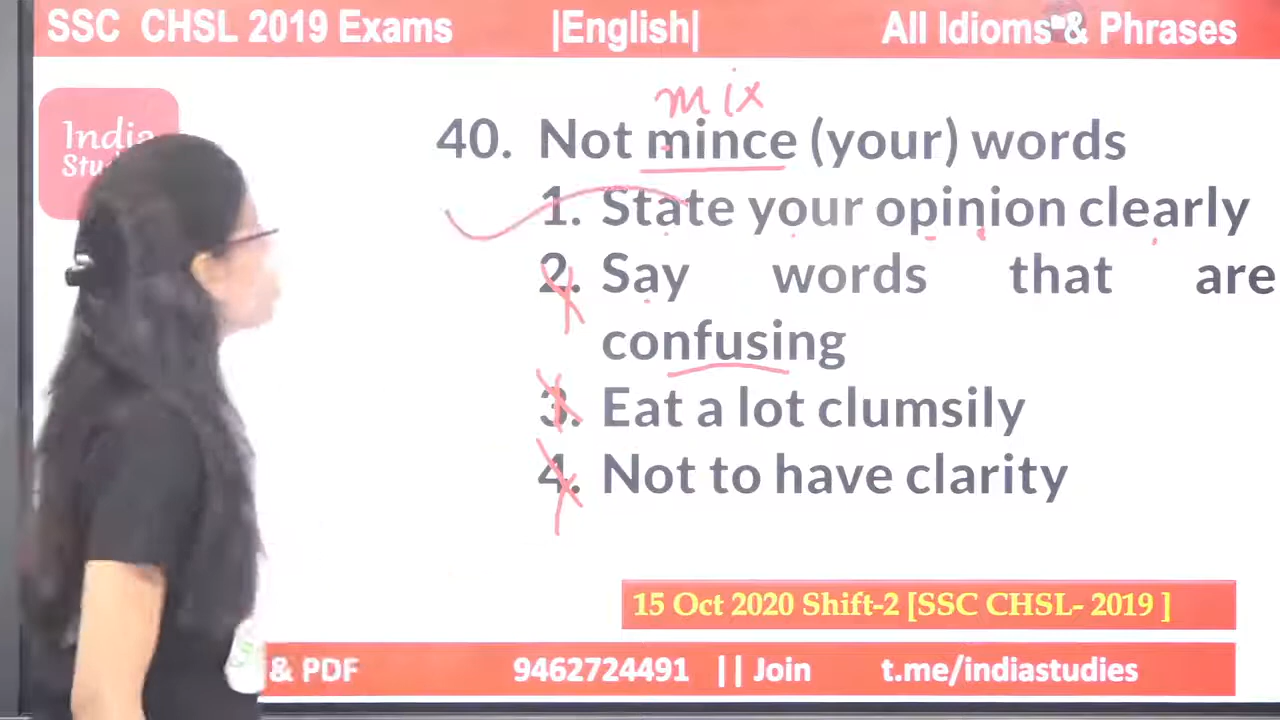 SSC CHSL 2019 Exams |English| All Idioms & Phrases
India
mix
40. Not mince (your) words
1. State your opinion clearly
2. Say words that are
confusing
3. Eat a lot clumsily
4. Not to have clarity
15 Oct 2020 Shift-2 [SSC CHSL- 2019 ]
& PDF 9462724491 || Join t.me/indiastudies